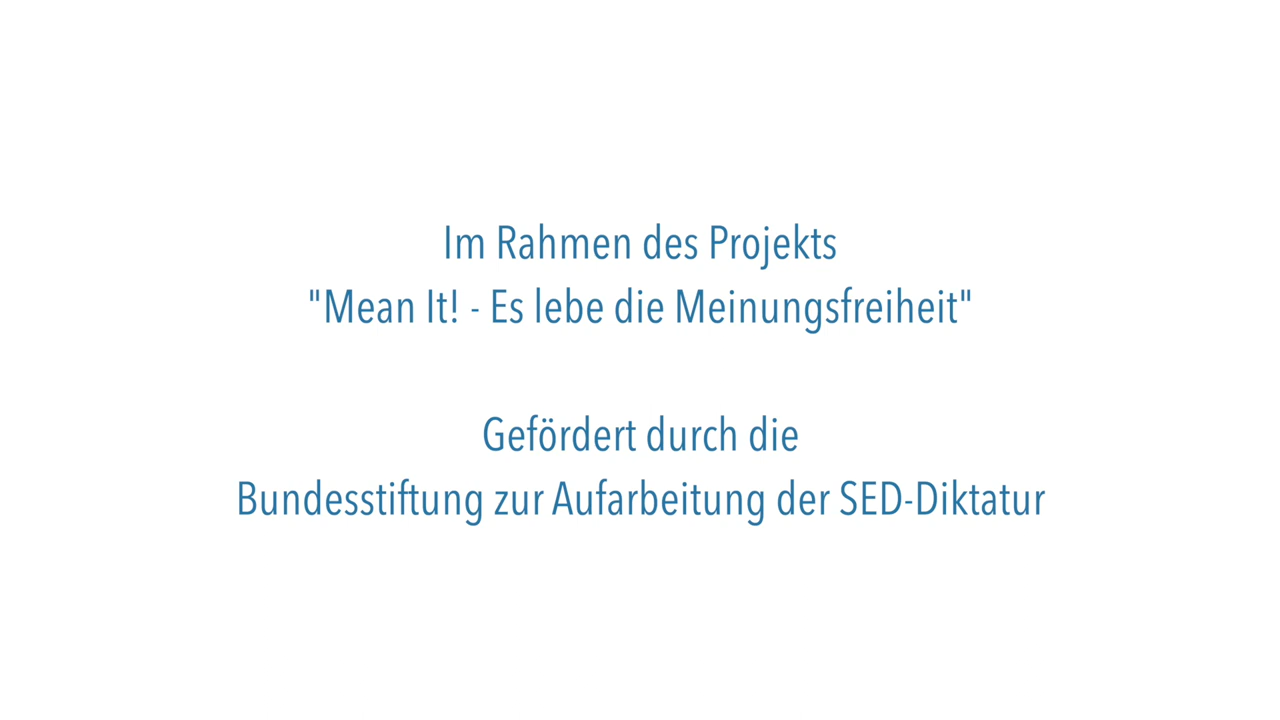 Im Rahmen des Projekts
"Mean It! - Es lebe die Meinungsfreiheit"
Gefördert durch die
Bundesstiftung zur Aufarbeitung der SED-Diktatur